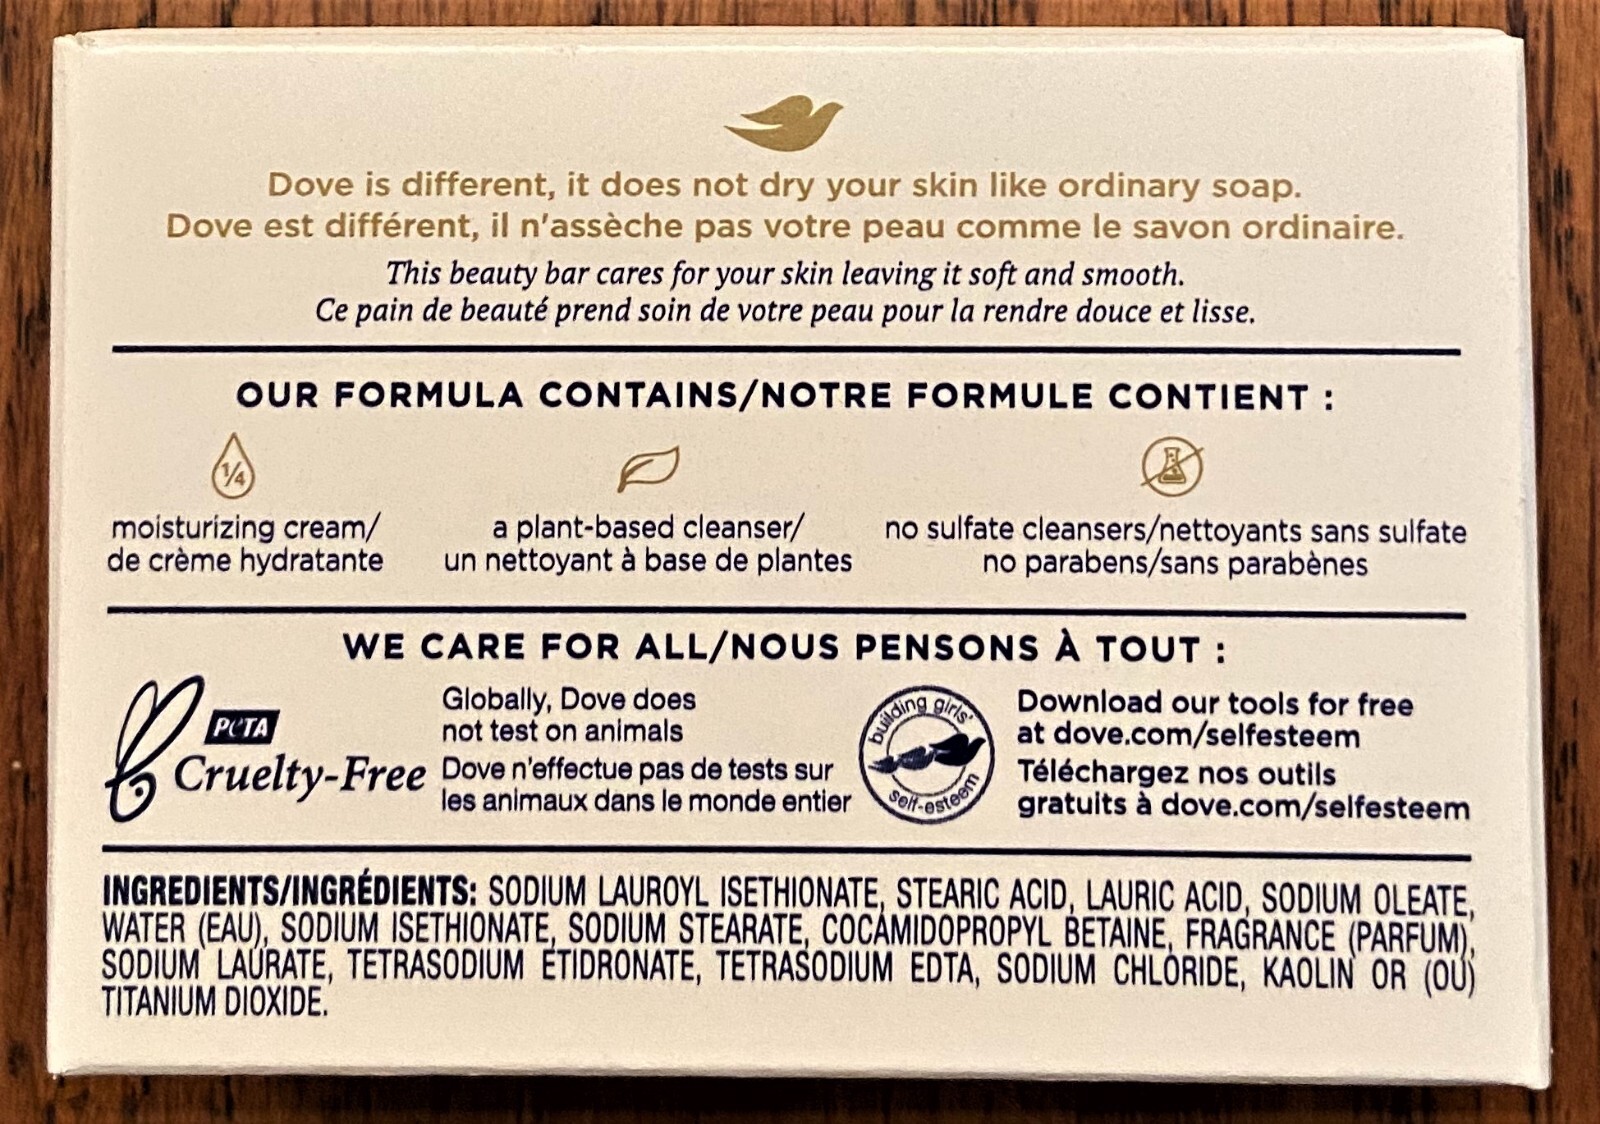 Dove is different, it does not dry your skin like ordinary soap.
Dove est différent, il n'assèche pas votre peau comme le savon ordinaire.
This beauty bar cares for your skin leaving it soft and smooth.
Ce pain de beauté prend soin de votre peau pour la rendre douce et lisse.
OUR FORMULA CONTAINS/NOTRE FORMULE CONTIENT :
1/4
moisturizing cream/
de crème hydratante
a plant-based cleanser/
un nettoyant à base de plantes
no sulfate cleansers/nettoyants sans sulfate
no parabens/sans parabènes
WE CARE FOR ALL/NOUS PENSONS À TOUT :
PETA
Cruelty-Free
Globally, Dove does
not test on animals
Dove n'effectue pas de tests sur
les animaux dans le monde entier
building girls'
self-esteem
Download our tools for free
at dove.com/selfesteem
Téléchargez nos outils
gratuits à dove.com/selfesteem
INGREDIENTS/INGRÉDIENTS: SODIUM LAUROYL ISETHIONATE, STEARIC ACID, LAURIC ACID, SODIUM OLEATE,
WATER (EAU), SODIUM ISETHIONATE, SODIUM STEARATE, COCAMIDOPROPYL BETAINE, FRAGRANCE (PARFUM),
SODIUM LAURATE, TETRASODIUM ETIDRONATE, TETRASODIUM EDTA, SODIUM CHLORIDE, KAOLIN OR (OU)
TITANIUM DIOXIDE.